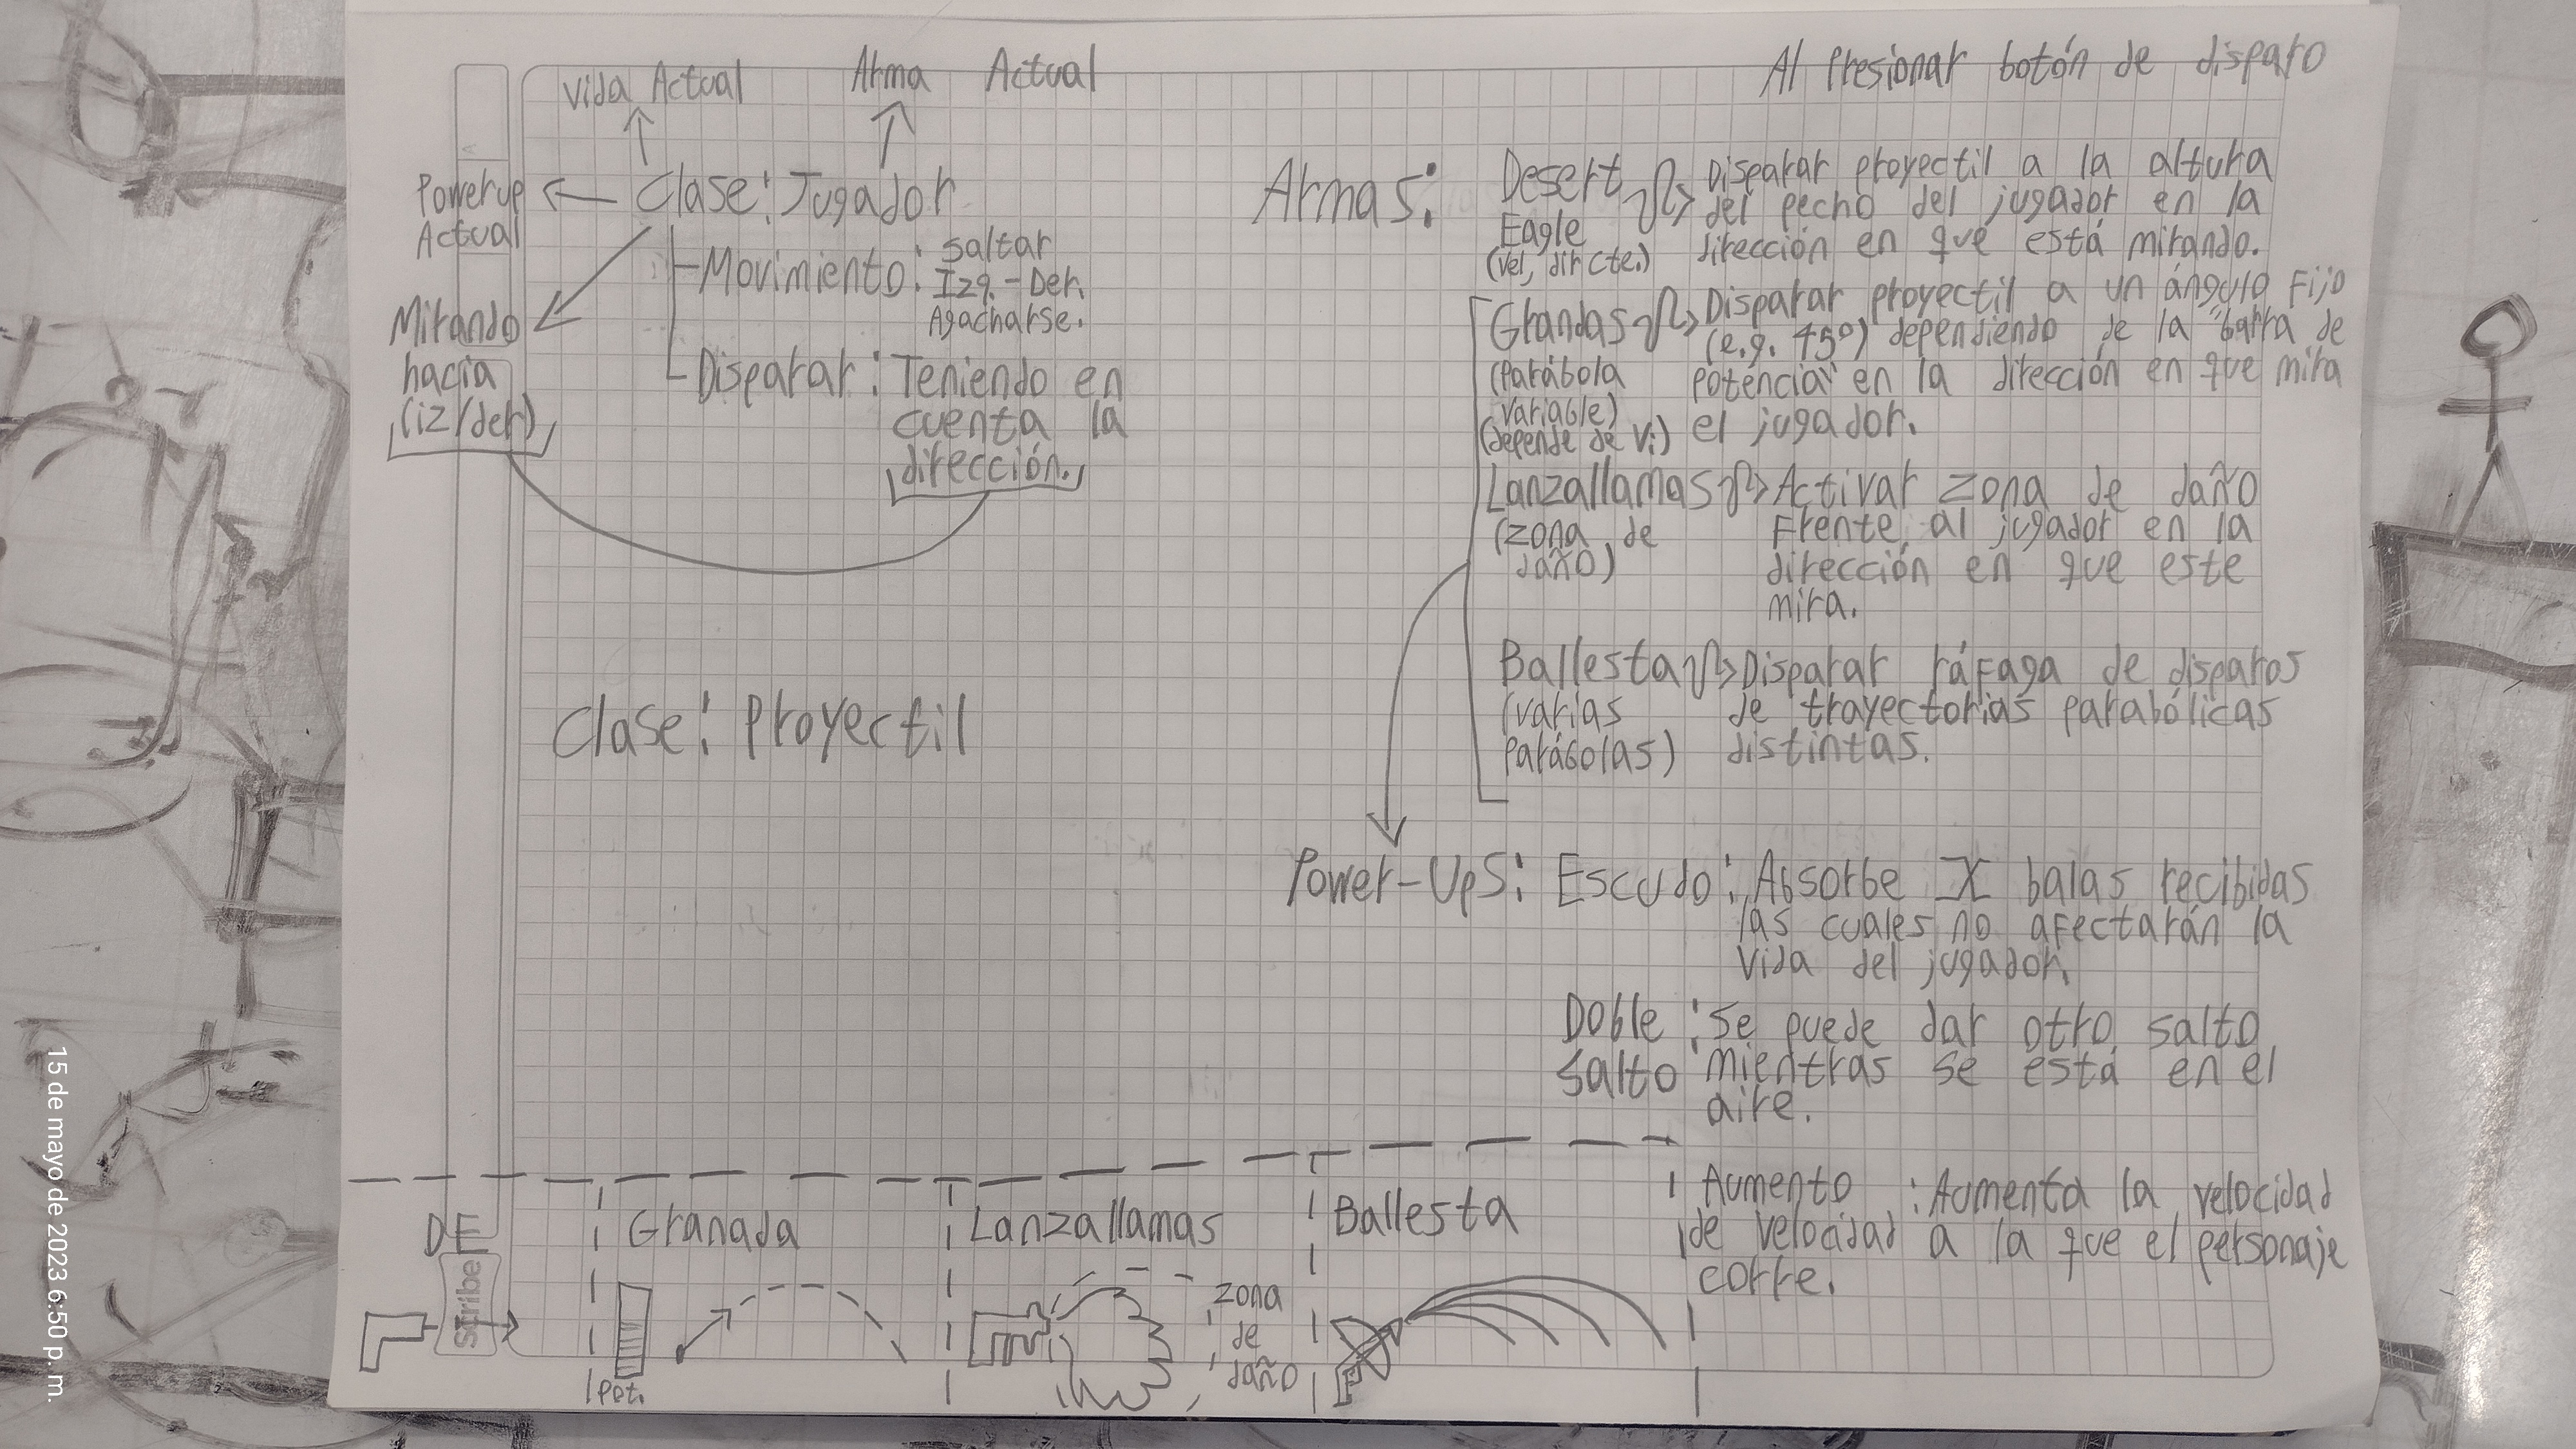 Vida Actual
Arma Actual
Powerup
Actual
Clase: Jugador
- Movimiento: Saltar
Izq. - Der.
Agacharse.
Mirando
hacia
(iz/der)
- Disparar: Teniendo en
cuenta la
dirección.
Clase: Proyectil
Al presionar botón de disparo
Armas:
Desert
Eagle
(vel, dir cte.)
Disparar proyectil a la altura
del pecho del jugador en la
dirección en que está mirando.
Granadas
(Parábola
variable)
(depende de v.)
Disparar proyectil a un ángulo fijo
(e.g. 45°) dependiendo de la "barra de
potencia" en la dirección en que mira
el jugador.
Lanzallamas
(zona de
daño)
Activar zona de daño
frente al jugador en la
dirección en que este
mira.
Ballesta
(varias
parábolas)
Disparar ráfaga de disparos
de trayectorias parabólicas
distintas.
Power-Ups: Escudo: Absorbe X balas recibidas
las cuales no afectarán la
vida del jugador.
Doble
Salto
: Se puede dar otro salto
mientras se está en el
aire.
Aumento
de velocidad
: Aumenta la velocidad
a la que el personaje
corre.
DE
Scribe
Granada
Pot.
Lanzallamas
zona
de
daño
Ballesta
15 de mayo de 2023 6:50 p. m.